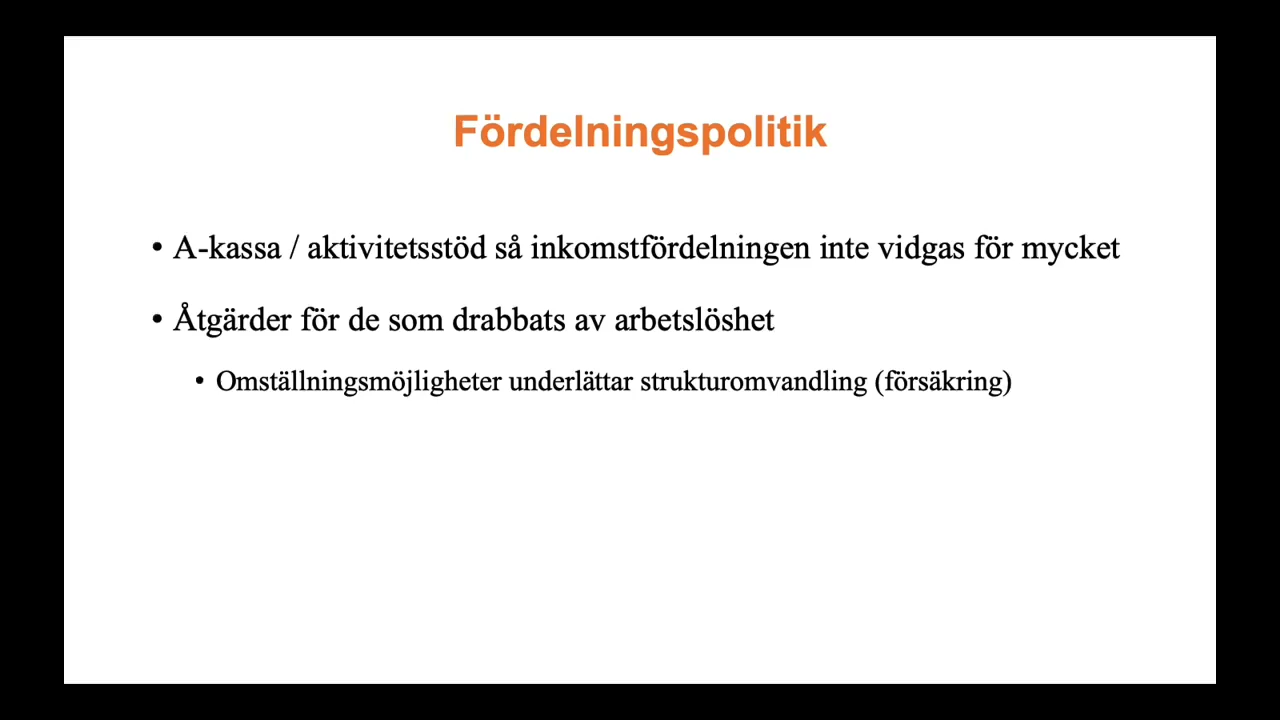 Fördelningspolitik
• A-kassa / aktivitetsstöd så inkomstfördelningen inte vidgas för mycket
• Åtgärder för de som drabbats av arbetslöshet
• Omställningsmöjligheter underlättar strukturomvandling (försäkring)